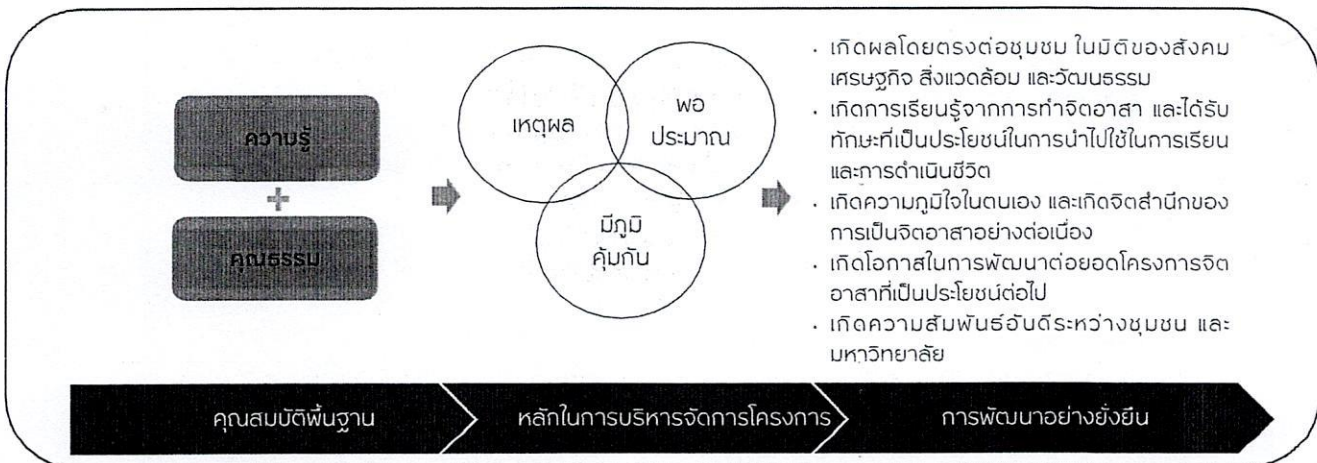 ความรู้
+
คุณธรรม
เหตุผล
พอ
ประมาณ
มีภูมิ
คุ้มกัน
· เกิดผลโดยตรงต่อชุมชม ในมิติของสังคม
เศรษฐกิจ สิ่งแวดล้อม และวัฒนธรรม
· เกิดการเรียนรู้จากการทำจิตอาสา และได้รับ
ทักษะที่เป็นประโยชน์ในการนำไปใช้ในการเรียน
และการดำเนินชีวิต
· เกิดความภูมิใจในตนเอง และเกิดจิตสำนึกของ
การเป็นจิตอาสาอย่างต่อเนื่อง
· เกิดโอกาสในการพัฒนาต่อยอดโครงการจิต
อาสาที่เป็นประโยชน์ต่อไป
· เกิดความสัมพันธ์อันดีระหว่างชุมชน และ
มหาวิทยาลัย
คุณสมบัติพื้นฐาน
หลักในการบริหารจัดการโครงการ
การพัฒนาอย่างยั่งยืน